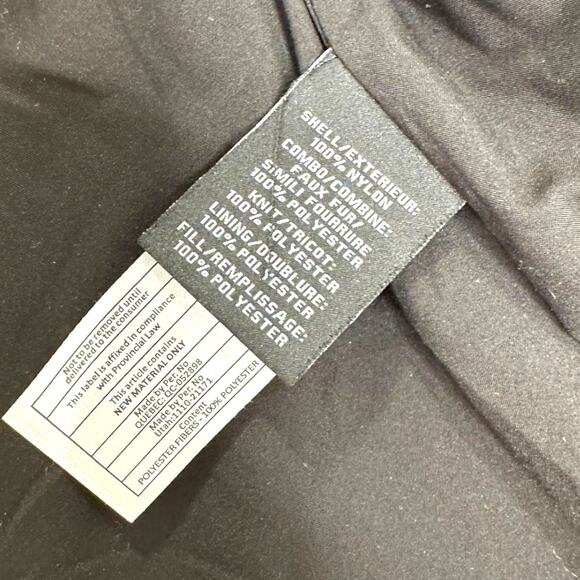 SHELL/EXTERIEUR:
100% NYLON
COMBO/COMBINE:
FAUX FUR/
SIMILI FOURRURE
100% POLYESTER
KNIT/TRICOT:
100% POLYESTER
LINING/DOUBLURE:
100% POLYESTER
FILL/REMPLISSAGE:
100% POLYESTER
Not to be removed until
delivered to the consumer
This label is affixed in compliance
with Provincial Law
This article contains
NEW MATERIAL ONLY
Made by Per. No
QUEBEC: QC-052898
Made by Per. No
Utah:1110-21171
Content
POLYESTER FIBERS - 100% POLYESTER